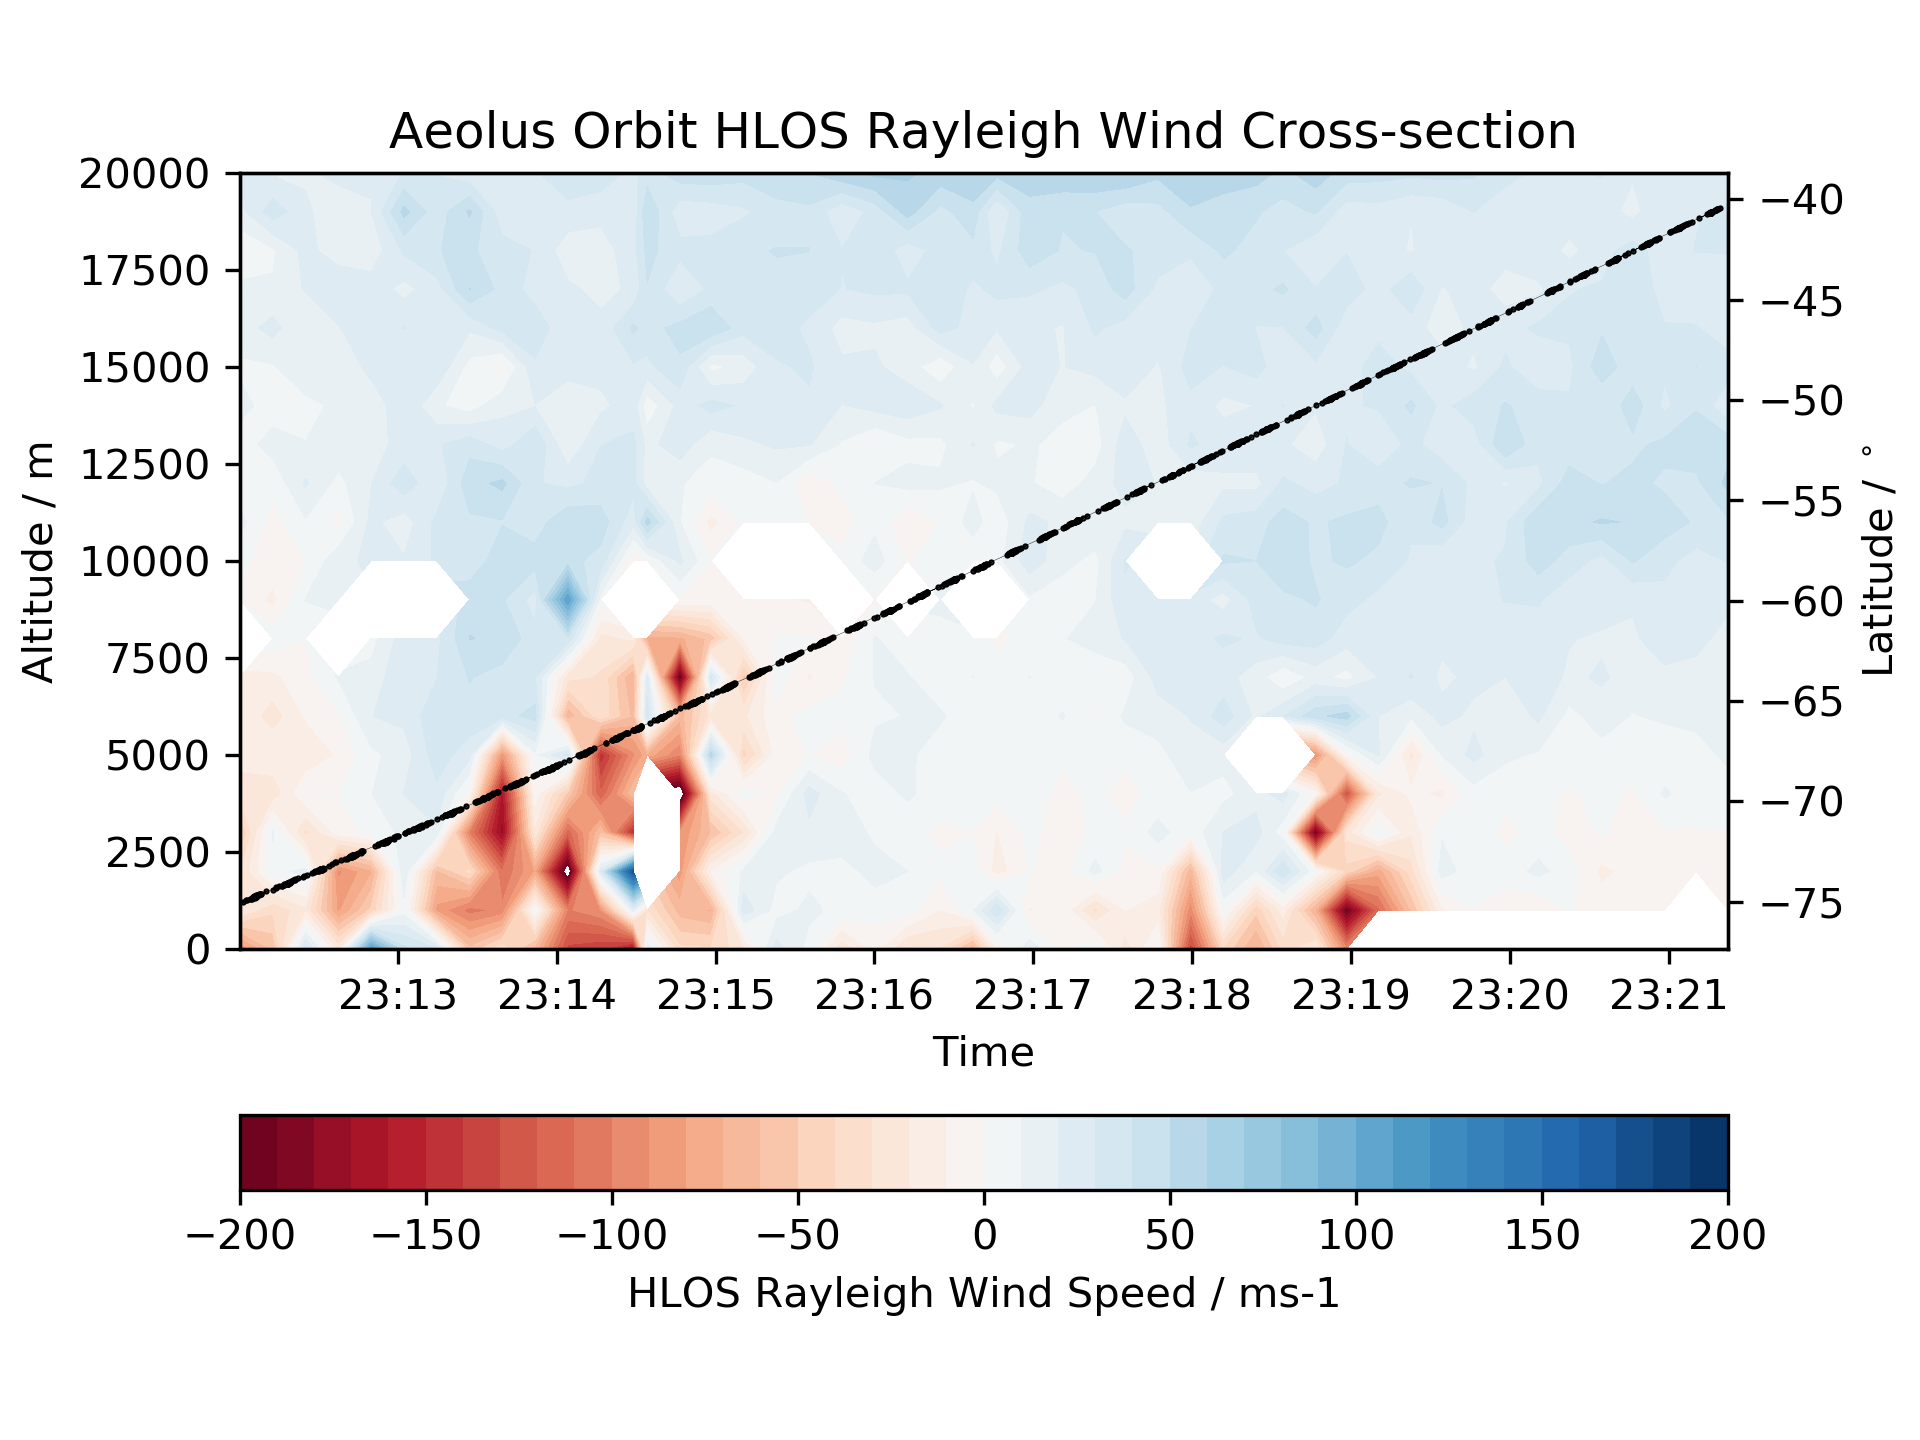 Aeolus Orbit HLOS Rayleigh Wind Cross-section
20000
17500
15000
12500
10000
7500
5000
2500
0
Altitude / m
−40
−45
−50
−55
−60
−65
−70
−75
Latitude / °
23:13 23:14 23:15 23:16 23:17 23:18 23:19 23:20 23:21
Time
−200 −150 −100 −50 0 50 100 150 200
HLOS Rayleigh Wind Speed / ms-1